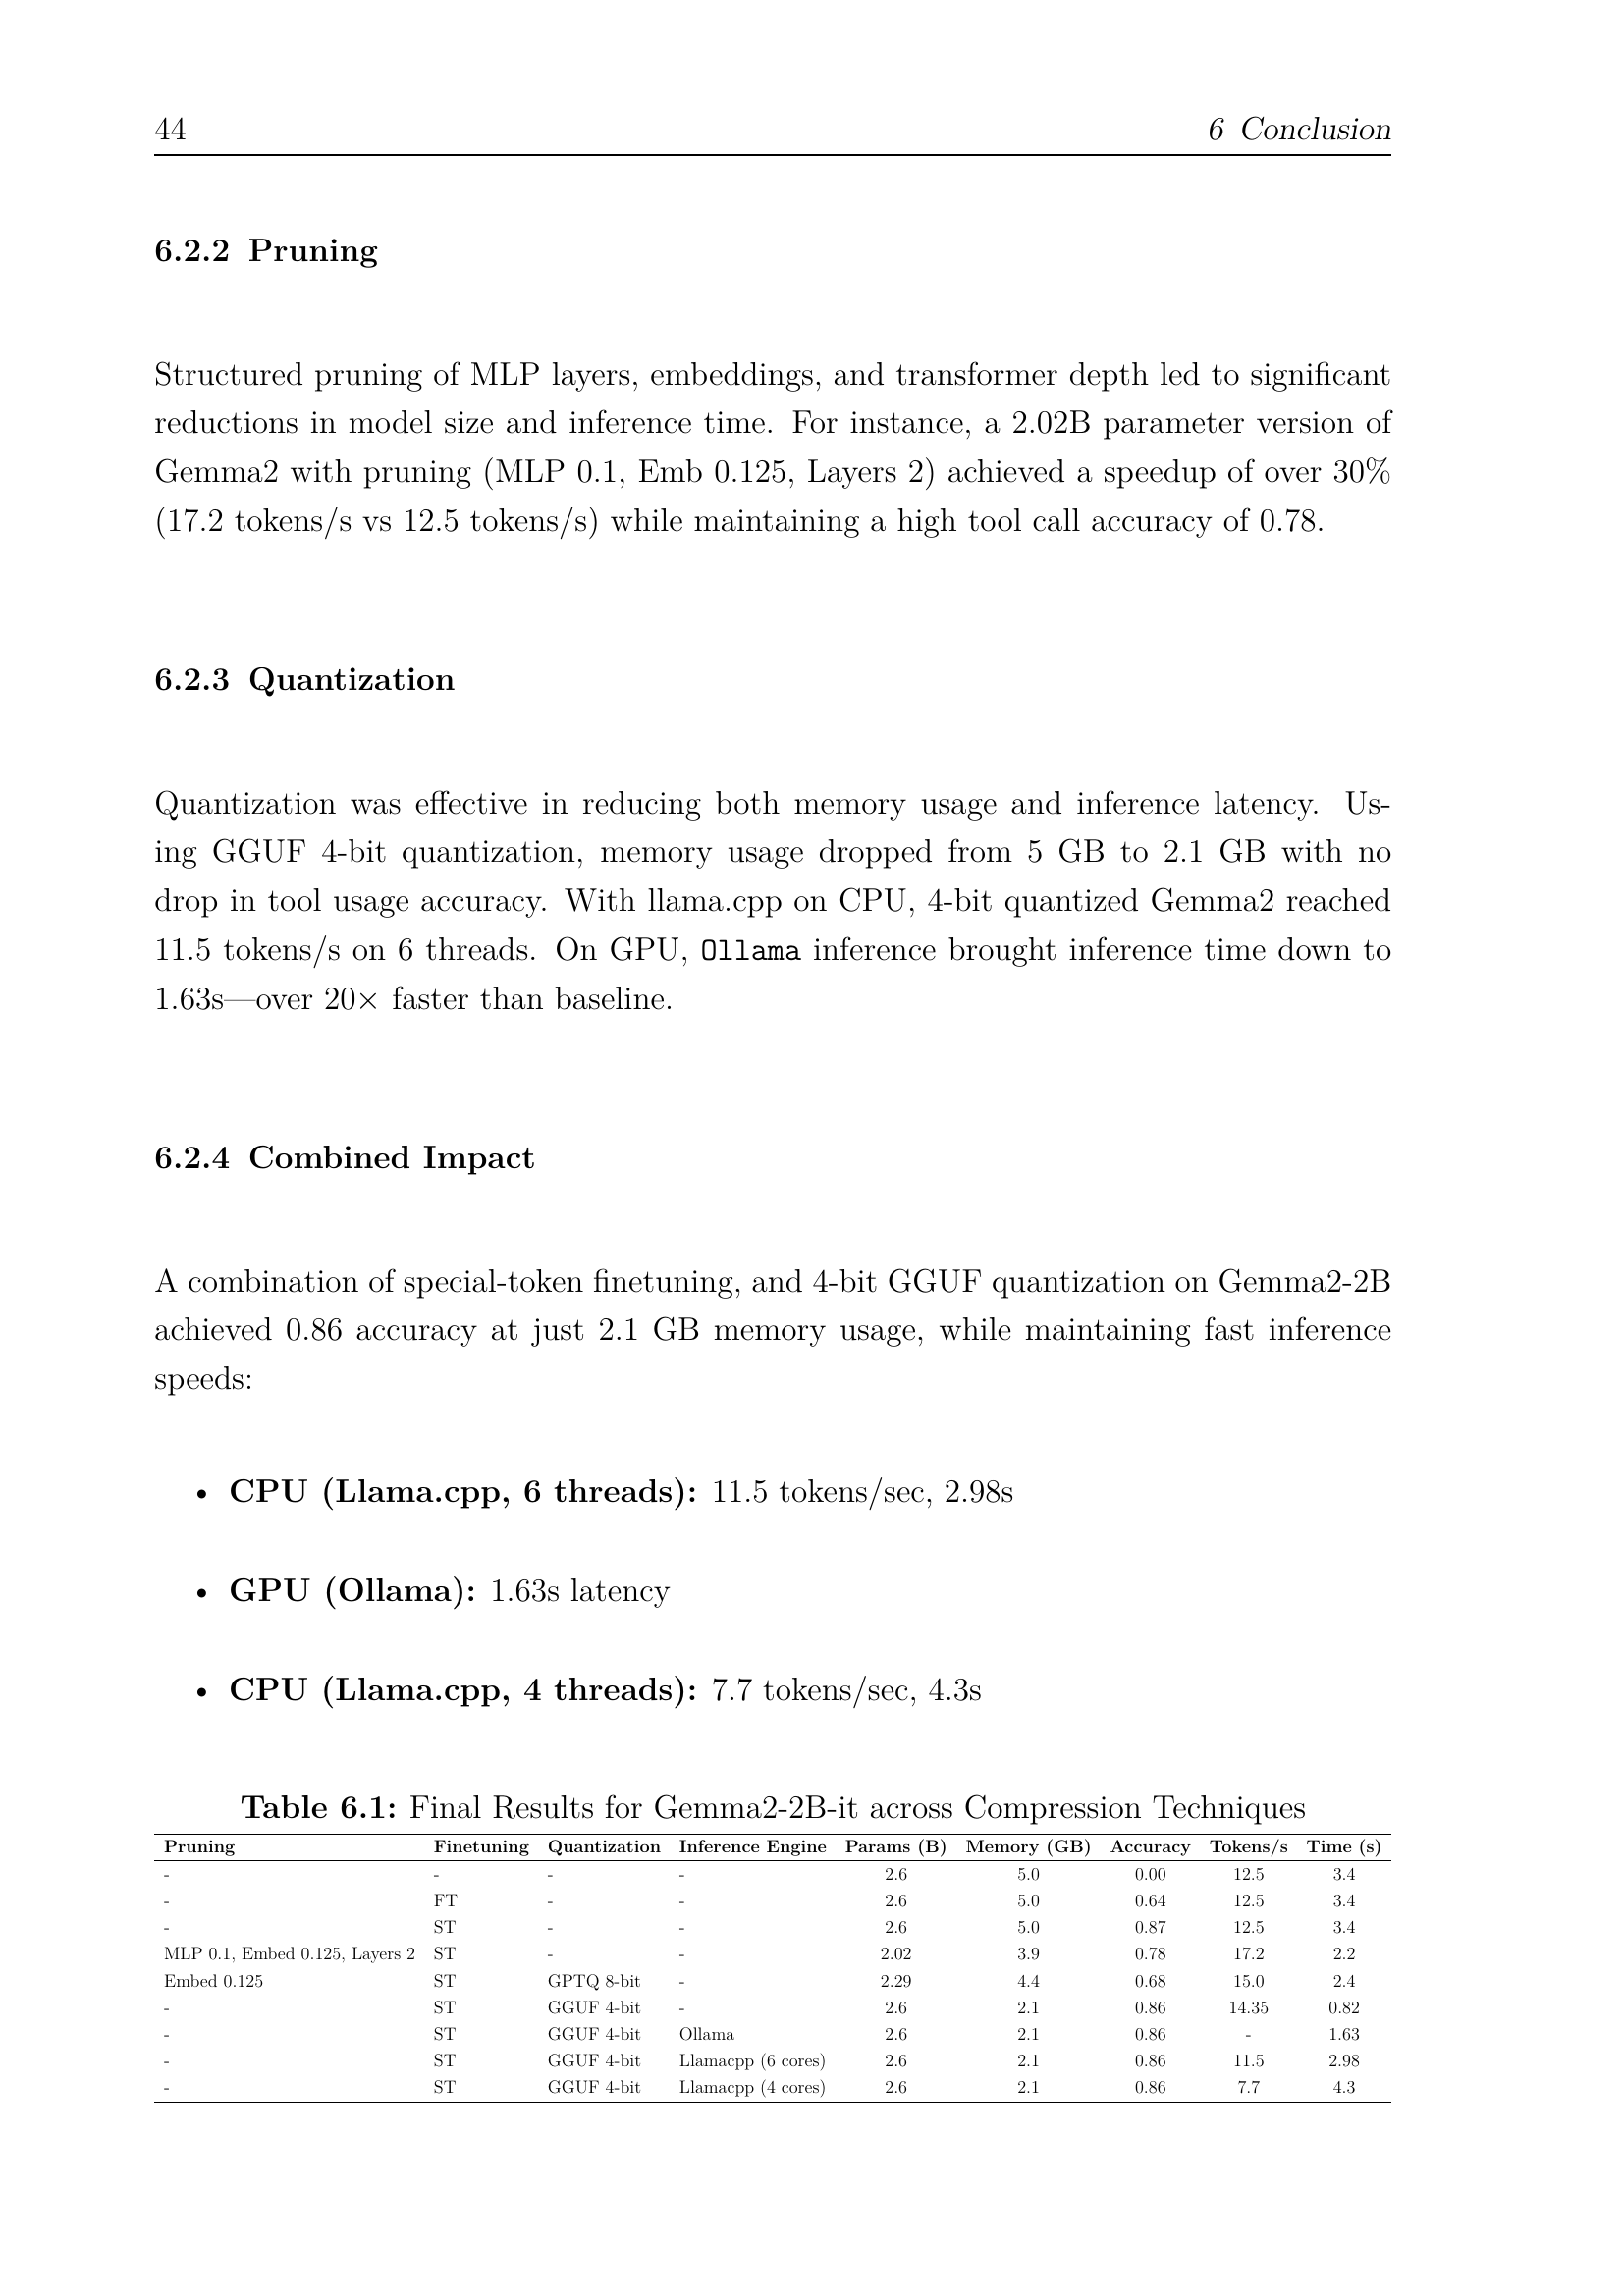 44 6 Conclusion
6.2.2 Pruning
Structured pruning of MLP layers, embeddings, and transformer depth led to significant
reductions in model size and inference time. For instance, a 2.02B parameter version of
Gemma2 with pruning (MLP 0.1, Emb 0.125, Layers 2) achieved a speedup of over 30%
(17.2 tokens/s vs 12.5 tokens/s) while maintaining a high tool call accuracy of 0.78.
6.2.3 Quantization
Quantization was effective in reducing both memory usage and inference latency. Us-
ing GGUF 4-bit quantization, memory usage dropped from 5 GB to 2.1 GB with no
drop in tool usage accuracy. With llama.cpp on CPU, 4-bit quantized Gemma2 reached
11.5 tokens/s on 6 threads. On GPU, Ollama inference brought inference time down to
1.63s—over 20× faster than baseline.
6.2.4 Combined Impact
A combination of special-token finetuning, and 4-bit GGUF quantization on Gemma2-2B
achieved 0.86 accuracy at just 2.1 GB memory usage, while maintaining fast inference
speeds:
• CPU (Llama.cpp, 6 threads): 11.5 tokens/sec, 2.98s
• GPU (Ollama): 1.63s latency
• CPU (Llama.cpp, 4 threads): 7.7 tokens/sec, 4.3s
Table 6.1: Final Results for Gemma2-2B-it across Compression Techniques
Pruning Finetuning Quantization Inference Engine Params (B) Memory (GB) Accuracy Tokens/s Time (s)
- - - - 2.6 5.0 0.00 12.5 3.4
- FT - - 2.6 5.0 0.64 12.5 3.4
- ST - - 2.6 5.0 0.87 12.5 3.4
MLP 0.1, Embed 0.125, Layers 2 ST - - 2.02 3.9 0.78 17.2 2.2
Embed 0.125 ST GPTQ 8-bit - 2.29 4.4 0.68 15.0 2.4
- ST GGUF 4-bit - 2.6 2.1 0.86 14.35 0.82
- ST GGUF 4-bit Ollama 2.6 2.1 0.86 - 1.63
- ST GGUF 4-bit Llamacpp (6 cores) 2.6 2.1 0.86 11.5 2.98
- ST GGUF 4-bit Llamacpp (4 cores) 2.6 2.1 0.86 7.7 4.3